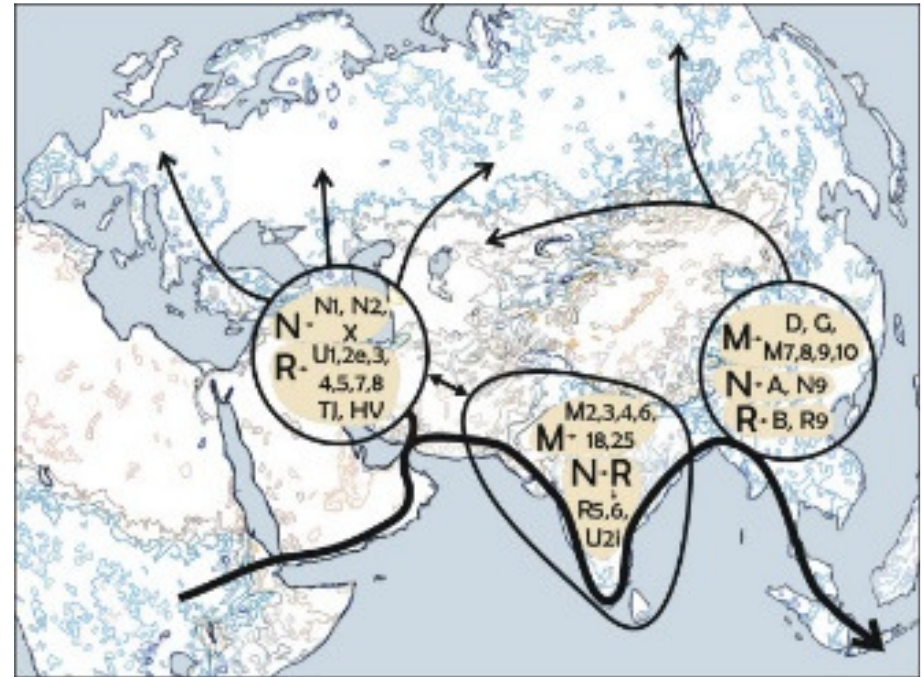 N→ N1, N2,
X
R→ U1,2e,3,
4,5,7,8
TJ, HV
M2,3,4,6,
M→ 18,25
N→R
↓
R5,6,
U2i
D, G,
M→ M7,8,9,10
N→A, N9
R→B, R9